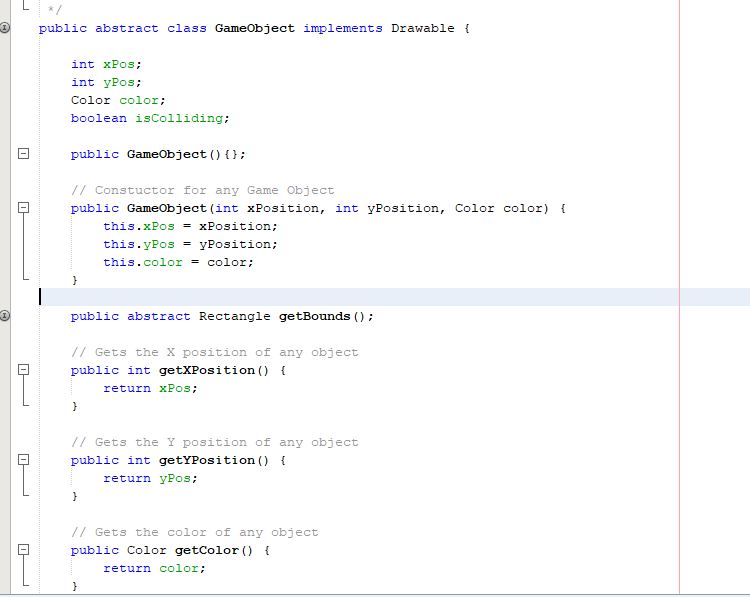 */
public abstract class GameObject implements Drawable {
int xPos;
int yPos;
Color color;
boolean isColliding;
public GameObject(){};
// Constuctor for any Game Object
public GameObject(int xPosition, int yPosition, Color color) {
this.xPos = xPosition;
this.yPos = yPosition;
this.color = color;
}
public abstract Rectangle getBounds();
// Gets the X position of any object
public int getXPosition() {
return xPos;
}
// Gets the Y position of any object
public int getYPosition() {
return yPos;
}
// Gets the color of any object
public Color getColor() {
return color;
}